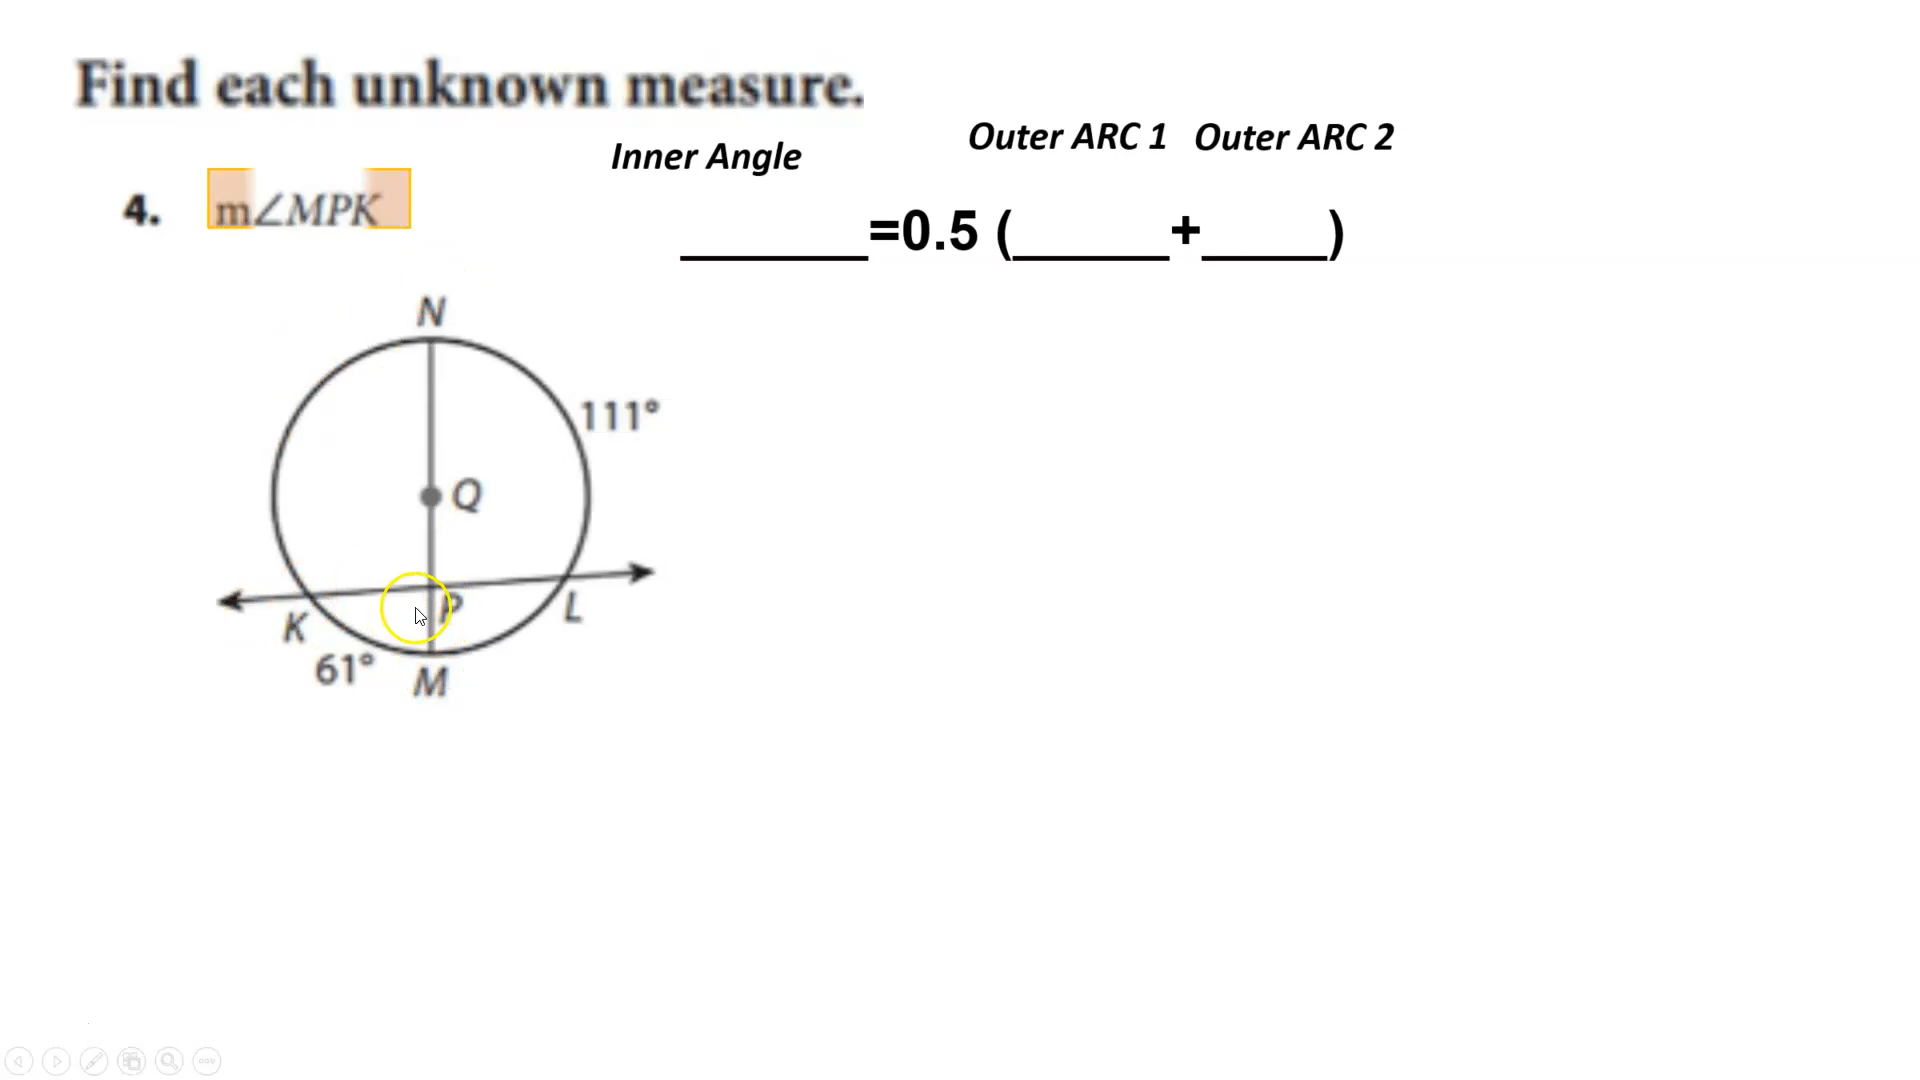 Find each unknown measure.
Inner Angle
Outer ARC 1 Outer ARC 2
4. m∠MPK
______=0.5 (_____+____)
N
111°
Q
P
K
L
61°
M